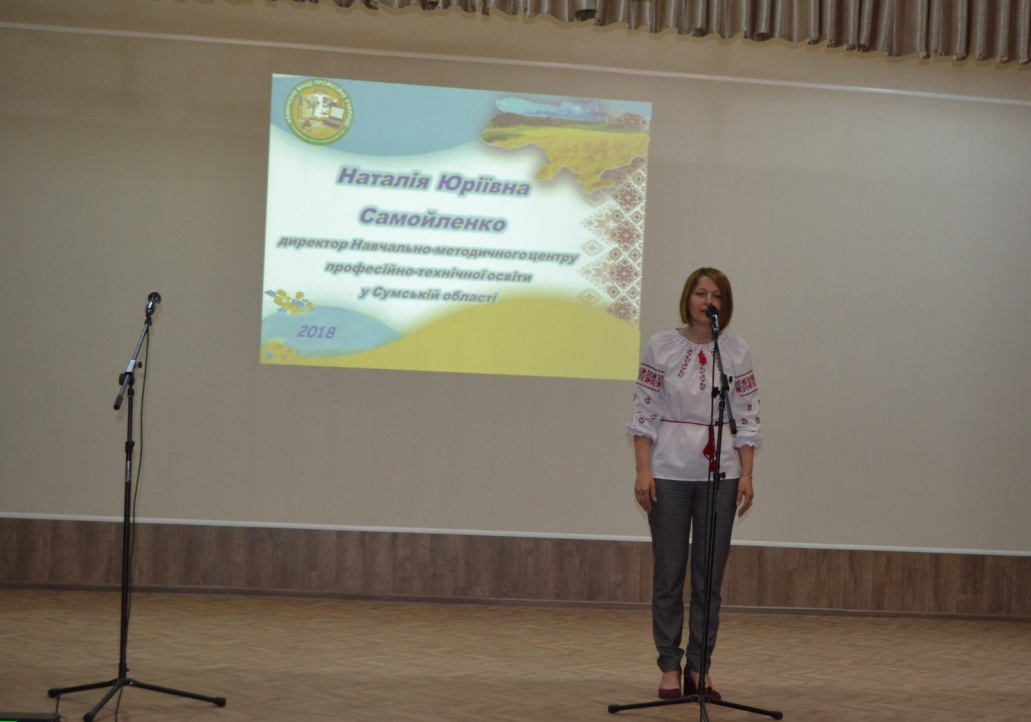 Наталія Юріївна
Самойленко
директор Навчально-методичного центру
професійно-технічної освіти
у Сумській області
2018